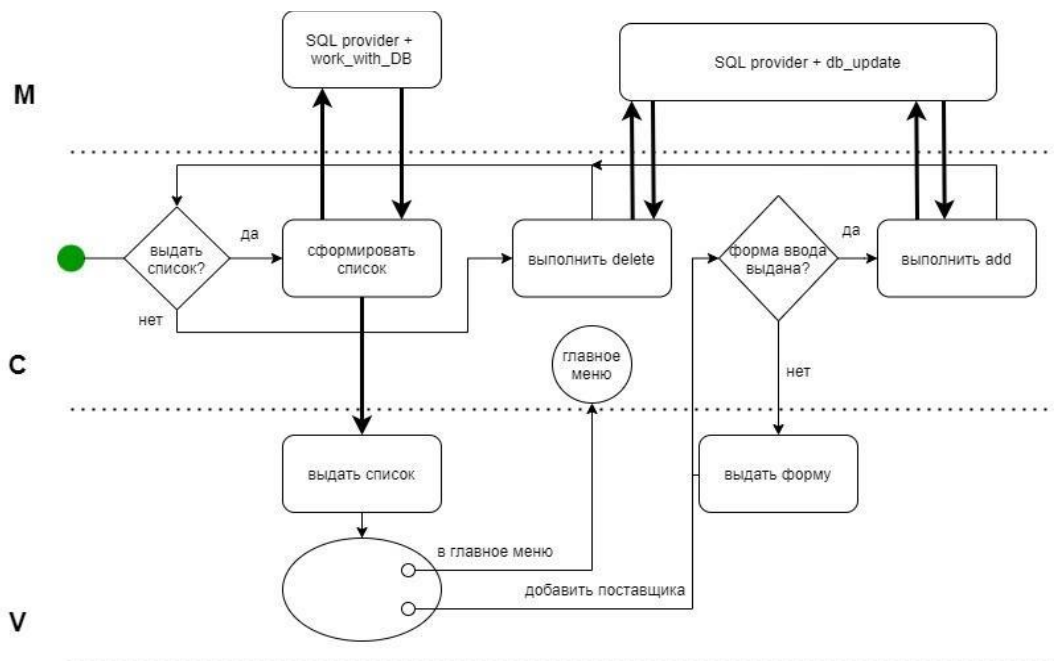 SQL provider +
work_with_DB
SQL provider + db_update
M
выдать
список?
да
сформировать
список
выполнить delete
форма ввода
выдана?
да
выполнить add
нет
главное
меню
нет
C
выдать список
выдать форму
в главное меню
добавить поставщика
V